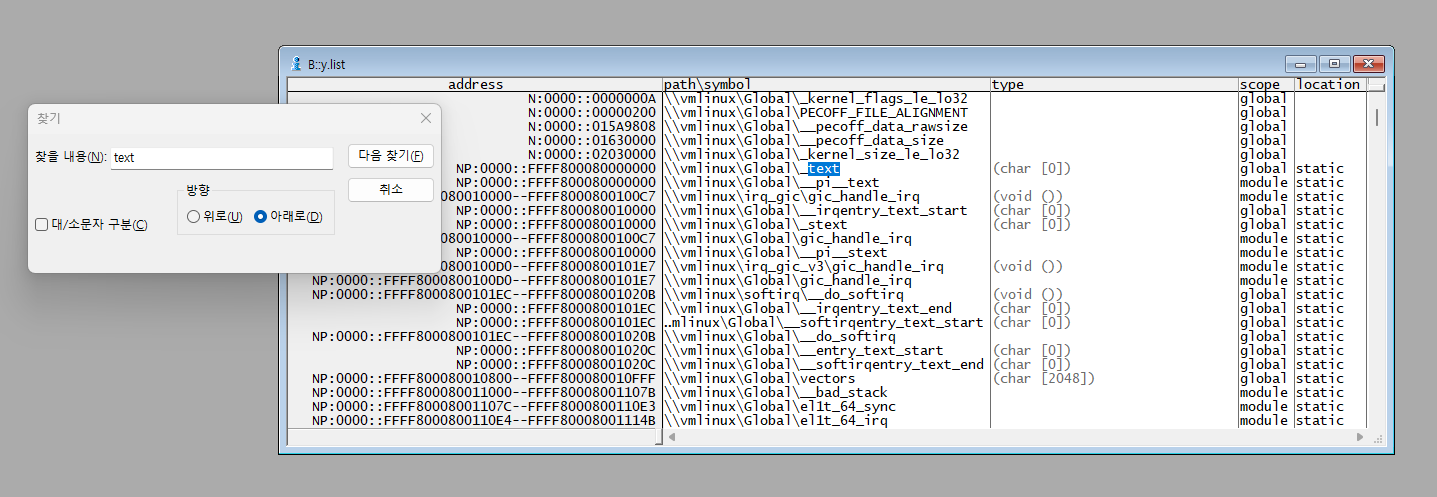 B::y.list
address path\symbol type scope location
N:0000::0000000A \\vmlinux\Global\_kernel_flags_le_lo32 global
N:0000::00000200 \\vmlinux\Global\PECOFF_FILE_ALIGNMENT global
N:0000::015A9808 \\vmlinux\Global\__pecoff_data_rawsize global
N:0000::01630000 \\vmlinux\Global\__pecoff_data_size global
N:0000::02030000 \\vmlinux\Global\_kernel_size_le_lo32 global
NP:0000::FFFF800080000000 \\vmlinux\Global\_text (char [0]) global static
NP:0000::FFFF800080000000 \\vmlinux\Global\__pi__text module static
80010000--FFFF8000800100C7 \\vmlinux\irq_gic\gic_handle_irq (void ()) module static
NP:0000::FFFF800080010000 \\vmlinux\Global\__irqentry_text_start (char [0]) global static
NP:0000::FFFF800080010000 \\vmlinux\Global\_stext (char [0]) global static
80010000--FFFF8000800100C7 \\vmlinux\Global\gic_handle_irq module static
NP:0000::FFFF800080010000 \\vmlinux\Global\__pi__stext module static
NP:0000::FFFF8000800100D0--FFFF8000800101E7 \\vmlinux\irq_gic_v3\gic_handle_irq (void ()) module static
NP:0000::FFFF8000800100D0--FFFF8000800101E7 \\vmlinux\Global\gic_handle_irq module static
NP:0000::FFFF8000800101EC--FFFF80008001020B \\vmlinux\softirq\__do_softirq (void ()) global static
NP:0000::FFFF8000800101EC \\vmlinux\Global\__irqentry_text_end (char [0]) global static
NP:0000::FFFF8000800101EC ..mlinux\Global\__softirqentry_text_start (char [0]) global static
NP:0000::FFFF8000800101EC--FFFF80008001020B \\vmlinux\Global\__do_softirq global static
NP:0000::FFFF80008001020C \\vmlinux\Global\__entry_text_start (char [0]) global static
NP:0000::FFFF80008001020C \\vmlinux\Global\__softirqentry_text_end (char [0]) global static
NP:0000::FFFF800080010800--FFFF800080010FFF \\vmlinux\Global\vectors (char [2048]) global static
NP:0000::FFFF800080011000--FFFF80008001107B \\vmlinux\Global\__bad_stack module static
NP:0000::FFFF80008001107C--FFFF8000800110E3 \\vmlinux\Global\el1t_64_sync module static
NP:0000::FFFF8000800110E4--FFFF80008001114B \\vmlinux\Global\el1t_64_irq module static
찾기
찾을 내용(N): text 다음 찾기(F)
방향 취소
위로(U) 아래로(D)
대/소문자 구분(C)